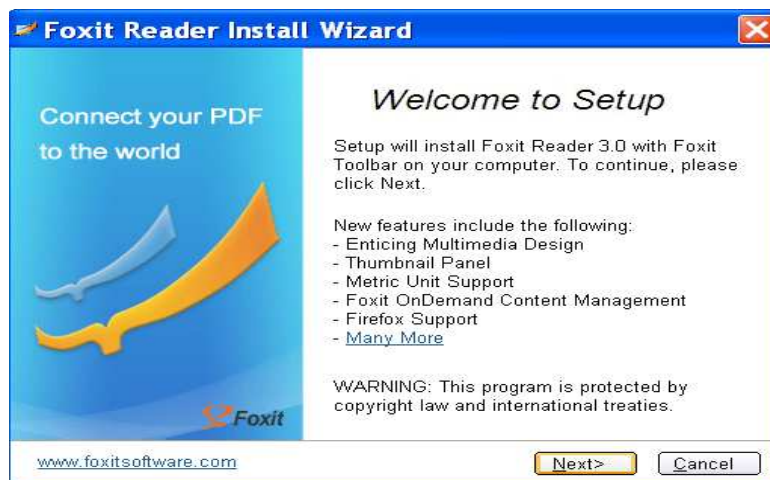 Foxit Reader Install Wizard
Connect your PDF
to the world
Welcome to Setup
Setup will install Foxit Reader 3.0 with Foxit
Toolbar on your computer. To continue, please
click Next.
New features include the following:
- Enticing Multimedia Design
- Thumbnail Panel
- Metric Unit Support
- Foxit OnDemand Content Management
- Firefox Support
- Many More
WARNING: This program is protected by
copyright law and international treaties.
Foxit
www.foxitsoftware.com
Next>
Cancel